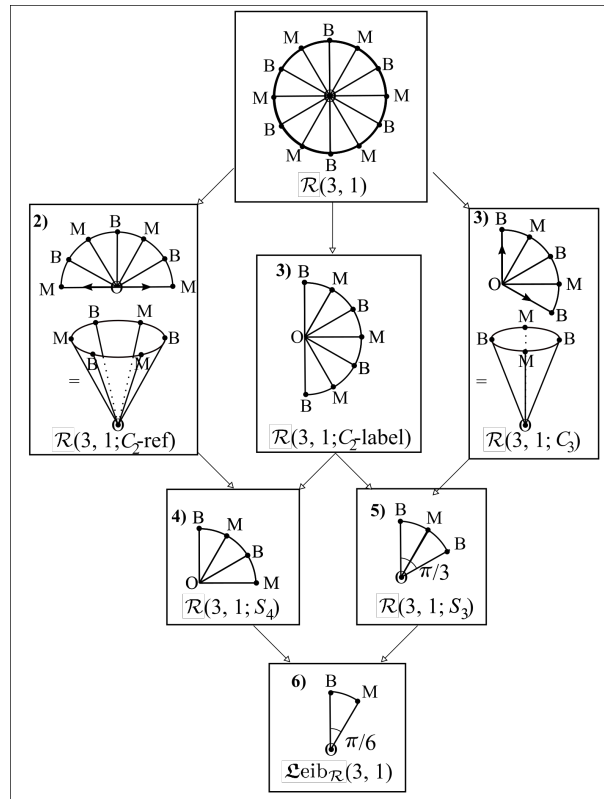 B
M M
B B
M M
B B
M M
B
O
ℛ(3, 1)
2)
B
M M
B B
M M
O
B M
M B
B M
=
O
ℛ(3, 1; C₂-ref)
3)
B
M
B
O M
B
M
B
ℛ(3, 1; C₂-label)
3)
B
M
B
O M
B
M
B B
M
=
O
ℛ(3, 1; C₃)
4)
B
M
B
O M
ℛ(3, 1; S₄)
5)
B M
B
π/3
O
ℛ(3, 1; S₃)
6)
B
M
π/6
O
𝕷eib_ℛ(3, 1)